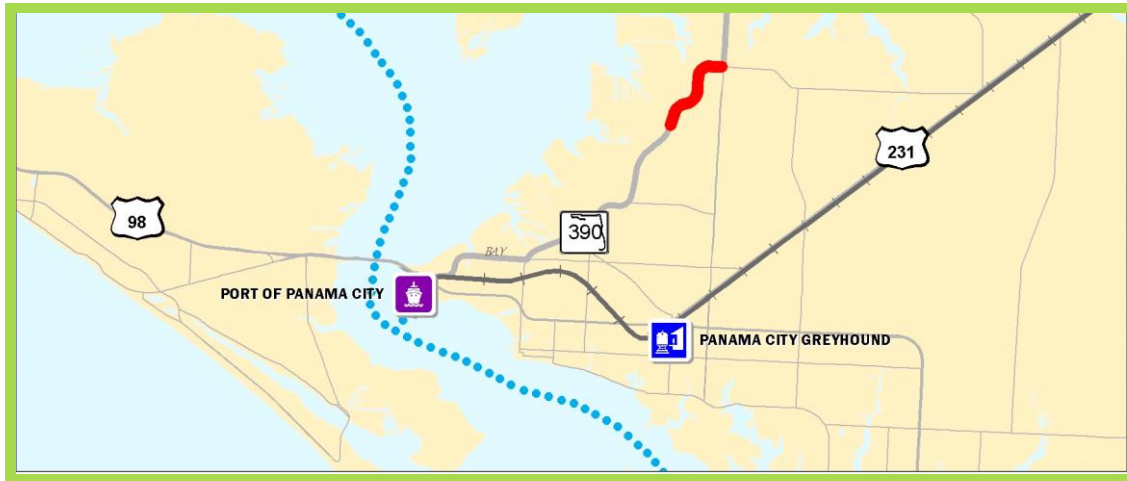 231
98
390
BAY
PORT OF PANAMA CITY
PANAMA CITY GREYHOUND